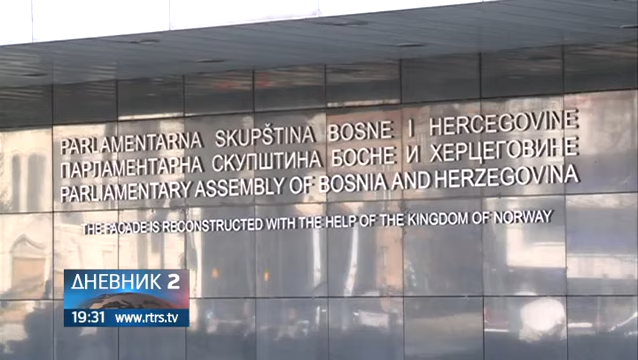 PARLAMENTARNA SKUPŠTINA BOSNE I HERCEGOVINE
ПАРЛАМЕНТАРНА СКУПШТИНА БОСНЕ И ХЕРЦЕГОВИНЕ
PARLIAMENTARY ASSEMBLY OF BOSNIA AND HERZEGOVINA
THE FAÇADE IS RECONSTRUCTED WITH THE HELP OF THE KINGDOM OF NORWAY
ДНЕВНИК 2
19:31 www.rtrs.tv